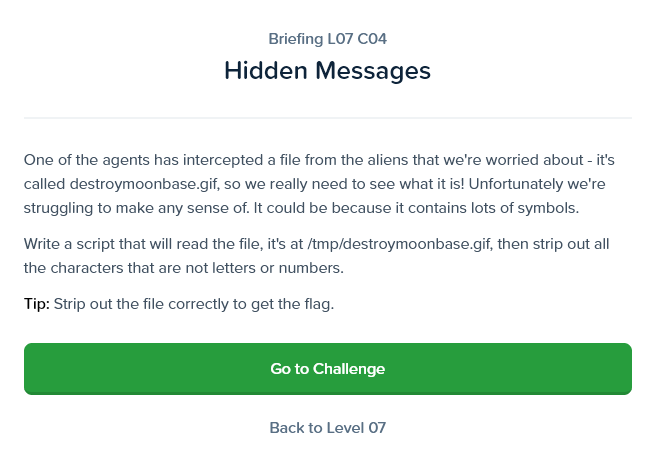 Briefing L07 C04
Hidden Messages
One of the agents has intercepted a file from the aliens that we're worried about - it's
called destroymoonbase.gif, so we really need to see what it is! Unfortunately we're
struggling to make any sense of. It could be because it contains lots of symbols.
Write a script that will read the file, it's at /tmp/destroymoonbase.gif, then strip out all
the characters that are not letters or numbers.
Tip: Strip out the file correctly to get the flag.
Go to Challenge
Back to Level 07